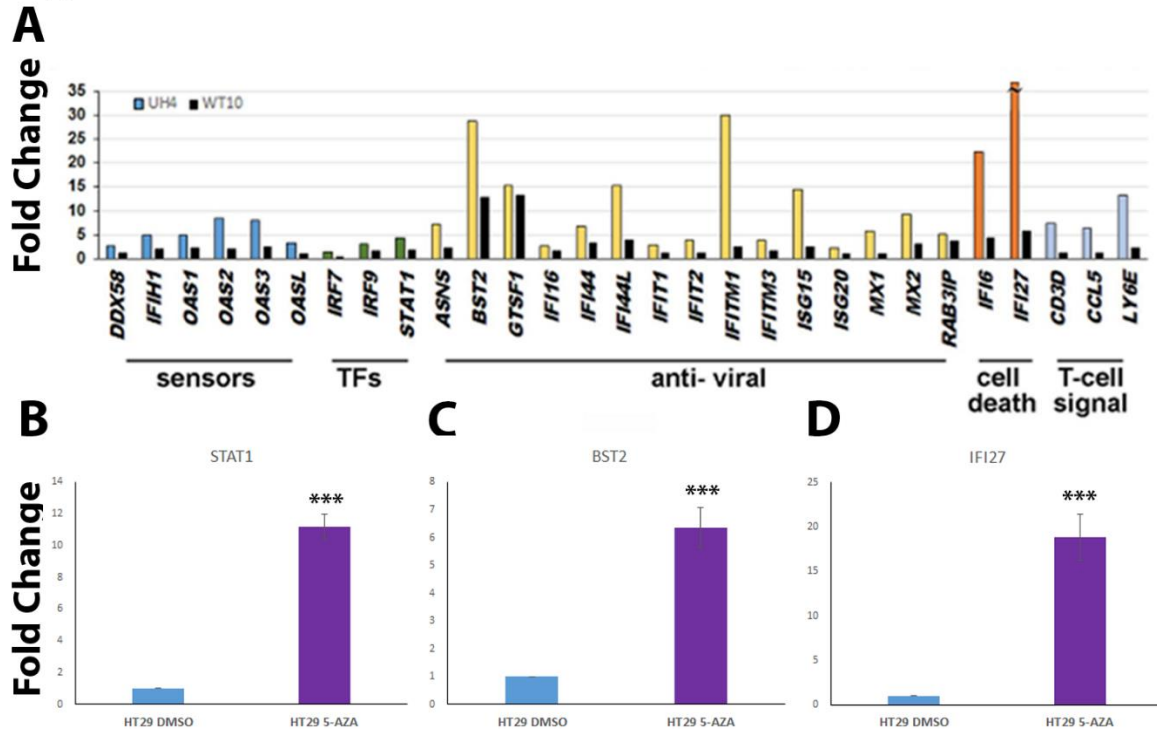 A
Fold Change
35
30
25
20
15
10
5
0
UH4 WT10
DDX58 IFIH1 OAS1 OAS2 OAS3 OASL IRF7 IRF9 STAT1 ASNS BST2 GTSF1 IFI16 IFI44 IFI44L IFIT1 IFIT2 IFITM1 IFITM3 ISG15 ISG20 MX1 MX2 RAB3IP IFI6 IFI27 CD3D CCL5 LY6E
sensors TFs anti- viral cell death T-cell signal
B
STAT1
Fold Change
14
12
10
8
6
4
2
0
***
HT29 DMSO HT29 5-AZA
C
BST2
8
7
6
5
4
3
2
1
0
***
HT29 DMSO HT29 5-AZA
D
IFI27
25
20
15
10
5
0
***
HT29 DMSO HT29 5-AZA